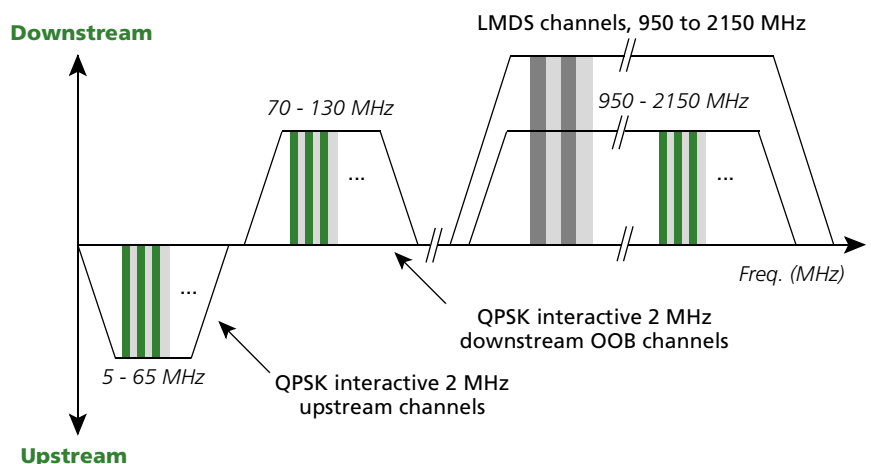 Downstream
LMDS channels, 950 to 2150 MHz
70 - 130 MHz
950 - 2150 MHz
...
...
...
Freq. (MHz)
QPSK interactive 2 MHz
downstream OOB channels
5 - 65 MHz
QPSK interactive 2 MHz
upstream channels
Upstream